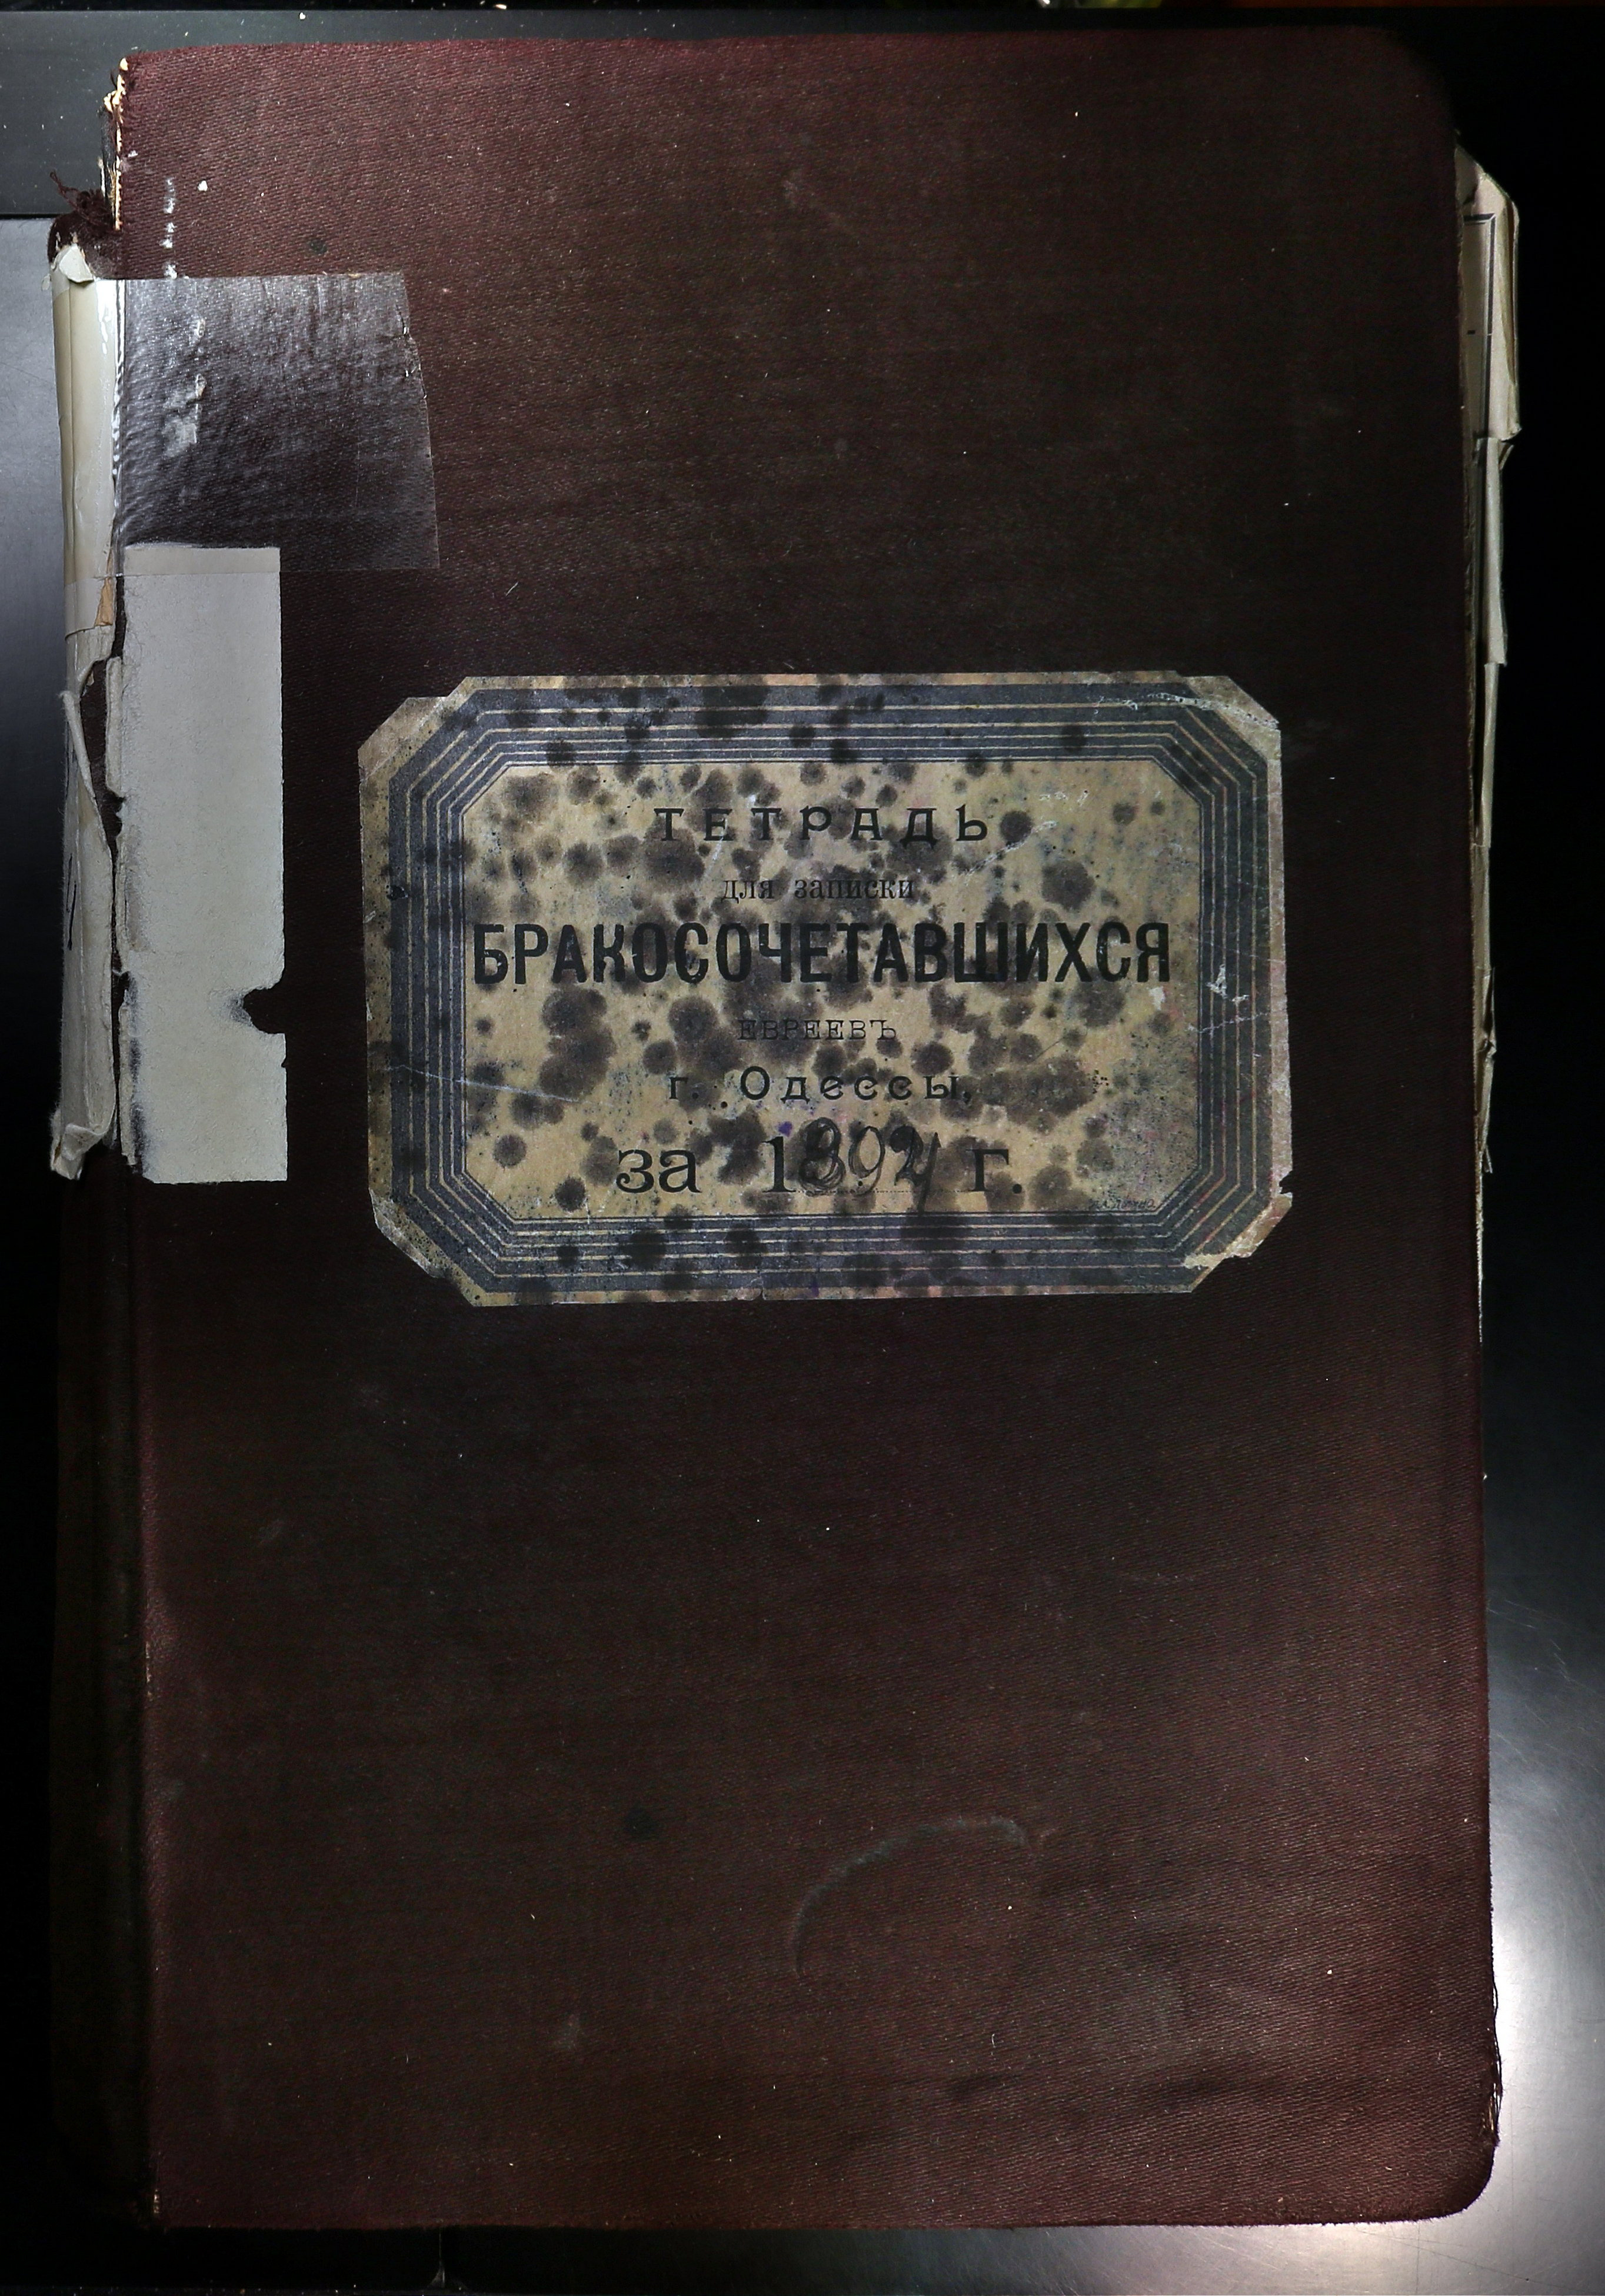 ТЕТРАДЬ
для записки
БРАКОСОЧЕТАВШИХСЯ
ЕВРЕЕВЪ
г. Одессы,
за 1894 г.